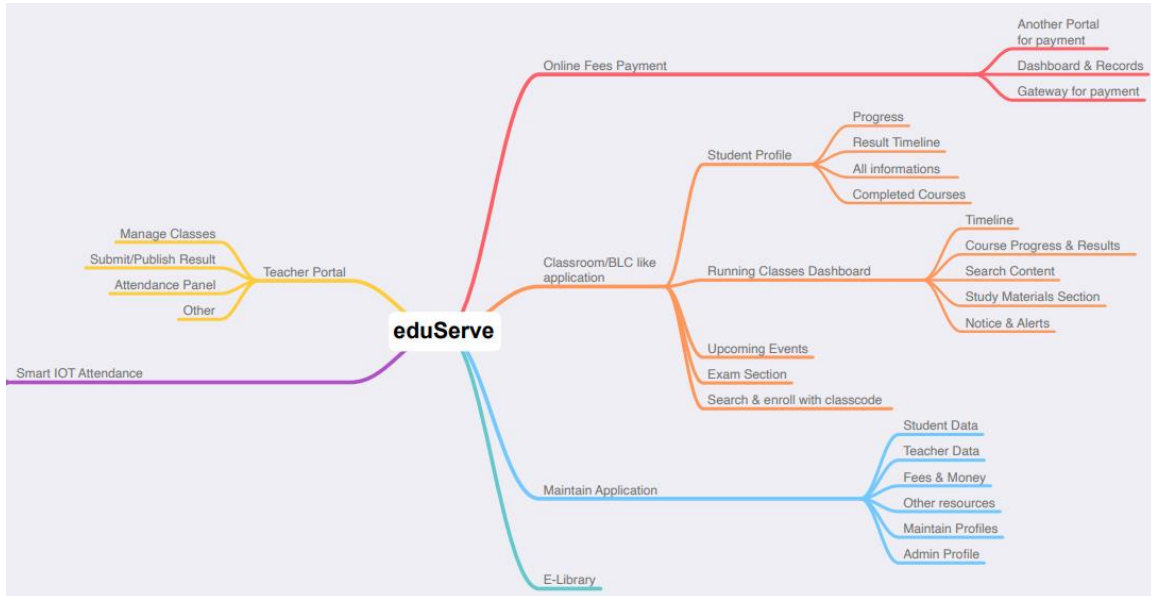 Another Portal
for payment
Online Fees Payment
Dashboard & Records
Gateway for payment
Progress
Result Timeline
Student Profile
All informations
Completed Courses
Timeline
Manage Classes
Course Progress & Results
Submit/Publish Result
Classroom/BLC like
application
Teacher Portal
Running Classes Dashboard
Search Content
Attendance Panel
Study Materials Section
Other
Notice & Alerts
eduServe
Upcoming Events
Smart IOT Attendance
Exam Section
Search & enroll with classcode
Student Data
Teacher Data
Fees & Money
Maintain Application
Other resources
Maintain Profiles
Admin Profile
E-Library